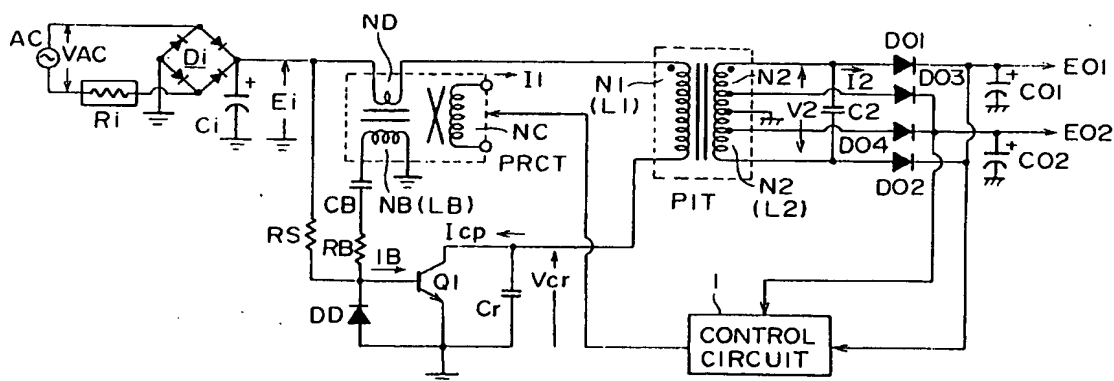 ND
AC
VAC
Di
Ri
Ci
+
Ei
I1
NC
PRCT
NB(LB)
CB
RS
RB
IB
Icp
Q1
DD
Cr
Vcr
N1
(L1)
N2
V2
I2
C2
N2
(L2)
PIT
DO1
DO3
DO4
DO2
+
CO1
EO1
+
CO2
EO2
1
CONTROL
CIRCUIT